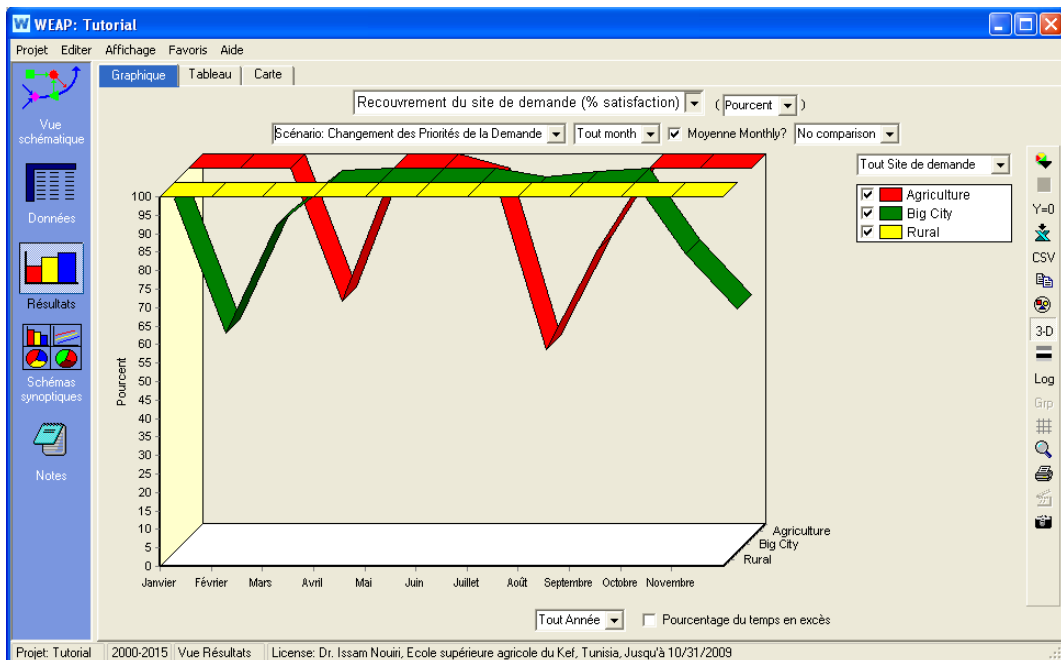 WEAP: Tutorial
Projet Editer Affichage Favoris Aide
Graphique Tableau Carte
Recouvrement du site de demande (% satisfaction) ( Pourcent )
Scénario: Changement des Priorités de la Demande Tout month Moyenne Monthly? No comparison
Vue
schématique
Données
Résultats
Schémas
synoptiques
Notes
Tout Site de demande
Agriculture
Big City
Rural
Pourcent
100
95
90
85
80
75
70
65
60
55
50
45
40
35
30
25
20
15
10
5
0
Janvier Février Mars Avril Mai Juin Juillet Août Septembre Octobre Novembre
Agriculture
Big City
Rural
Y=0
CSV
3-D
Log
Grp
Tout Année Pourcentage du temps en excès
Projet: Tutorial 2000-2015 Vue Résultats License: Dr. Issam Nouiri, Ecole supérieure agricole du Kef, Tunisia, Jusqu'à 10/31/2009